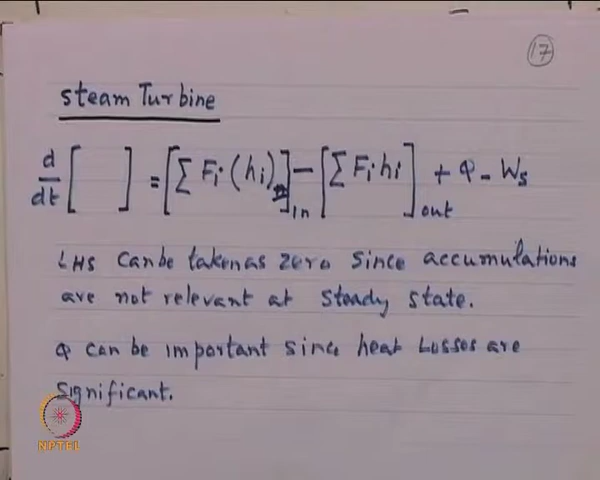 17
Steam Turbine
d/dt [ ] = [Σ Fi (hi)]in - [Σ Fi hi]out + Q - Ws
LHS can be taken as zero since accumulations
are not relevant at steady state.
Q can be important since heat losses are
significant.
NPTEL